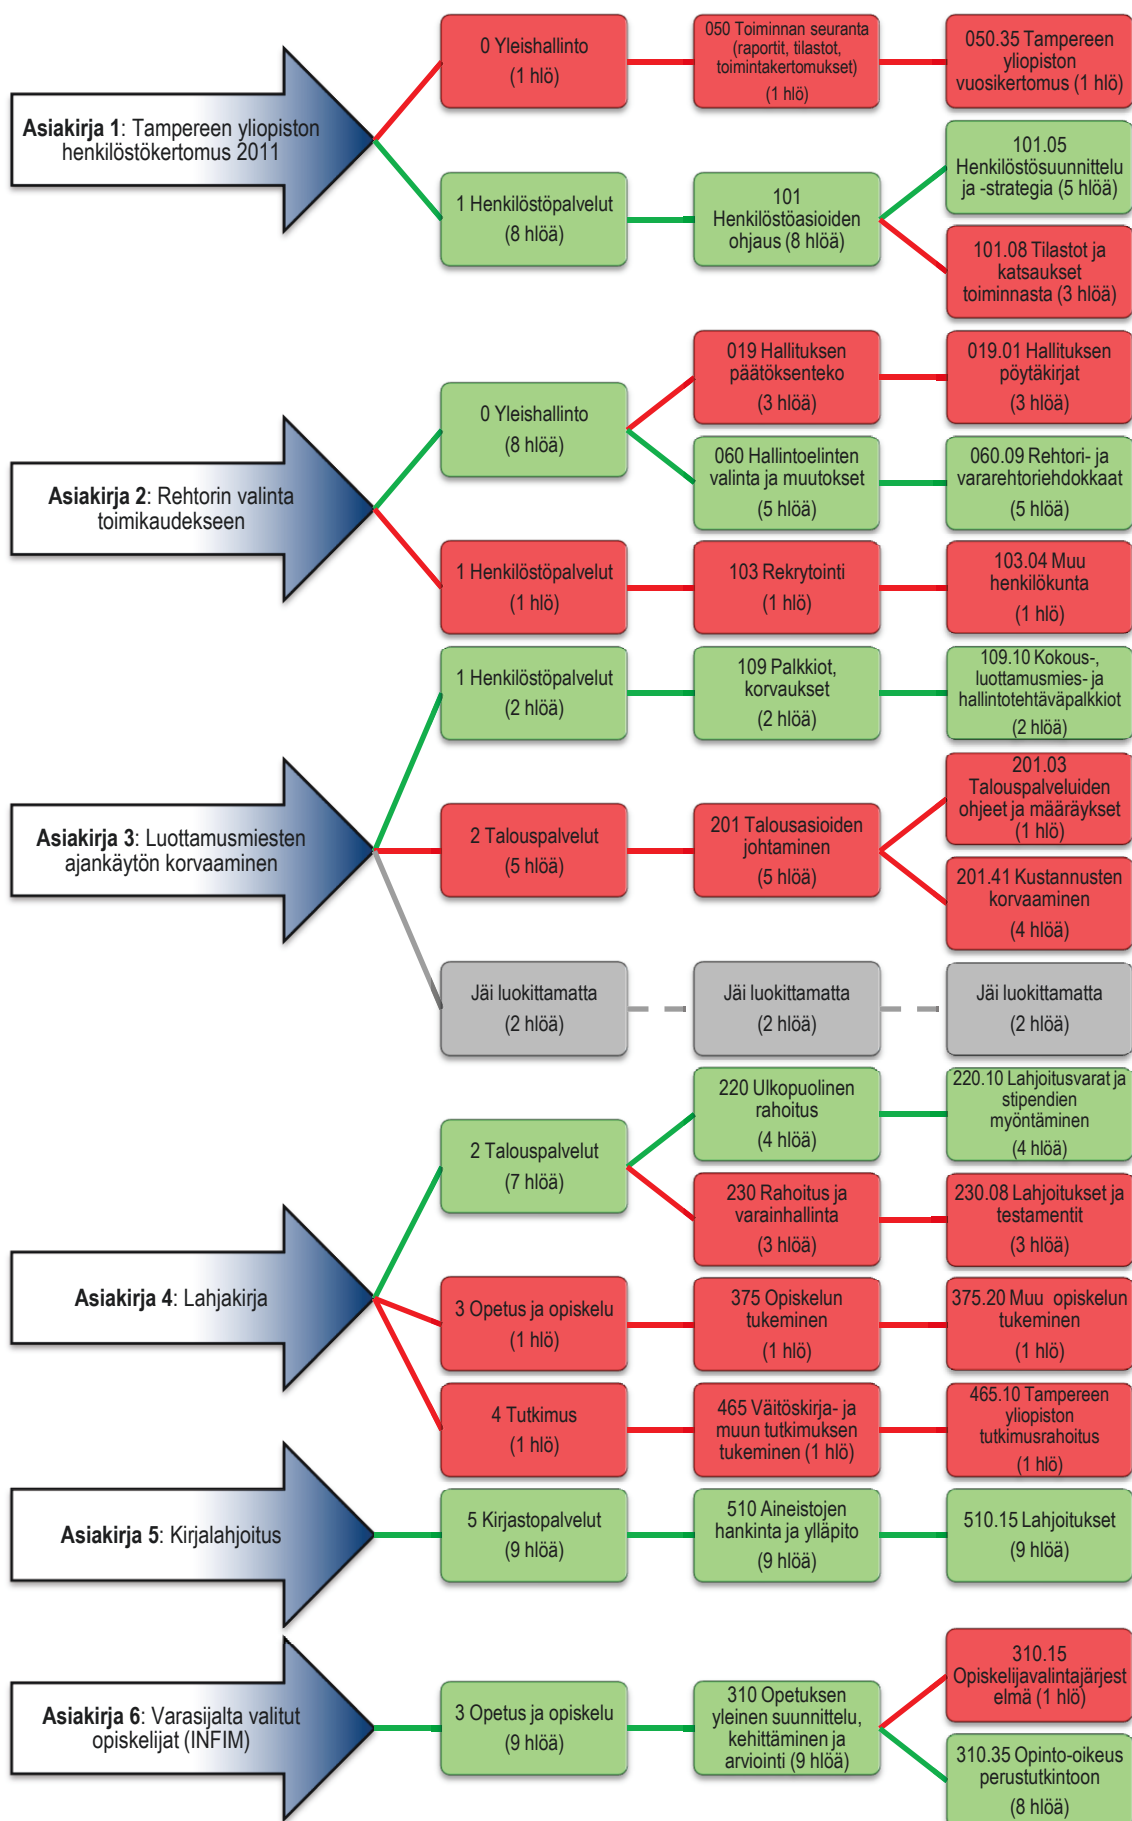 Asiakirja 1: Tampereen yliopiston
henkilöstökertomus 2011
0 Yleishallinto
(1 hlö)
050 Toiminnan seuranta
(raportit, tilastot,
toimintakertomukset)
(1 hlö)
050.35 Tampereen
yliopiston
vuosikertomus (1 hlö)
1 Henkilöstöpalvelut
(8 hlöä)
101
Henkilöstöasioiden
ohjaus (8 hlöä)
101.05
Henkilöstösuunnittelu
ja -strategia (5 hlöä)
101.08 Tilastot ja
katsaukset
toiminnasta (3 hlöä)
Asiakirja 2: Rehtorin valinta
toimikaudekseen
0 Yleishallinto
(8 hlöä)
019 Hallituksen
päätöksenteko
(3 hlöä)
019.01 Hallituksen
pöytäkirjat
(3 hlöä)
060 Hallintoelinten
valinta ja muutokset
(5 hlöä)
060.09 Rehtori- ja
vararehtoriehdokkaat
(5 hlöä)
1 Henkilöstöpalvelut
(1 hlö)
103 Rekrytointi
(1 hlö)
103.04 Muu
henkilökunta
(1 hlö)
Asiakirja 3: Luottamusmiesten
ajankäytön korvaaminen
1 Henkilöstöpalvelut
(2 hlöä)
109 Palkkiot,
korvaukset
(2 hlöä)
109.10 Kokous-,
luottamusmies- ja
hallintotehtäväpalkkiot
(2 hlöä)
2 Talouspalvelut
(5 hlöä)
201 Talousasioiden
johtaminen
(5 hlöä)
201.03
Talouspalveluiden
ohjeet ja määräykset
(1 hlö)
201.41 Kustannusten
korvaaminen
(4 hlöä)
Jäi luokittamatta
(2 hlöä)
Jäi luokittamatta
(2 hlöä)
Jäi luokittamatta
(2 hlöä)
Asiakirja 4: Lahjakirja
2 Talouspalvelut
(7 hlöä)
220 Ulkopuolinen
rahoitus
(4 hlöä)
220.10 Lahjoitusvarat ja
stipendien
myöntäminen
(4 hlöä)
230 Rahoitus ja
varainhallinta
(3 hlöä)
230.08 Lahjoitukset ja
testamentit
(3 hlöä)
3 Opetus ja opiskelu
(1 hlö)
375 Opiskelun
tukeminen
(1 hlö)
375.20 Muu opiskelun
tukeminen
(1 hlö)
4 Tutkimus
(1 hlö)
465 Väitöskirja- ja
muun tutkimuksen
tukeminen (1 hlö)
465.10 Tampereen
yliopiston
tutkimusrahoitus
(1 hlö)
Asiakirja 5: Kirjalahjoitus
5 Kirjastopalvelut
(9 hlöä)
510 Aineistojen
hankinta ja ylläpito
(9 hlöä)
510.15 Lahjoitukset
(9 hlöä)
Asiakirja 6: Varasijalta valitut
opiskelijat (INFIM)
3 Opetus ja opiskelu
(9 hlöä)
310 Opetuksen
yleinen suunnittelu,
kehittäminen ja
arviointi (9 hlöä)
310.15
Opiskelijavalintajärjest
elmä (1 hlö)
310.35 Opinto-oikeus
perustutkintoon
(8 hlöä)